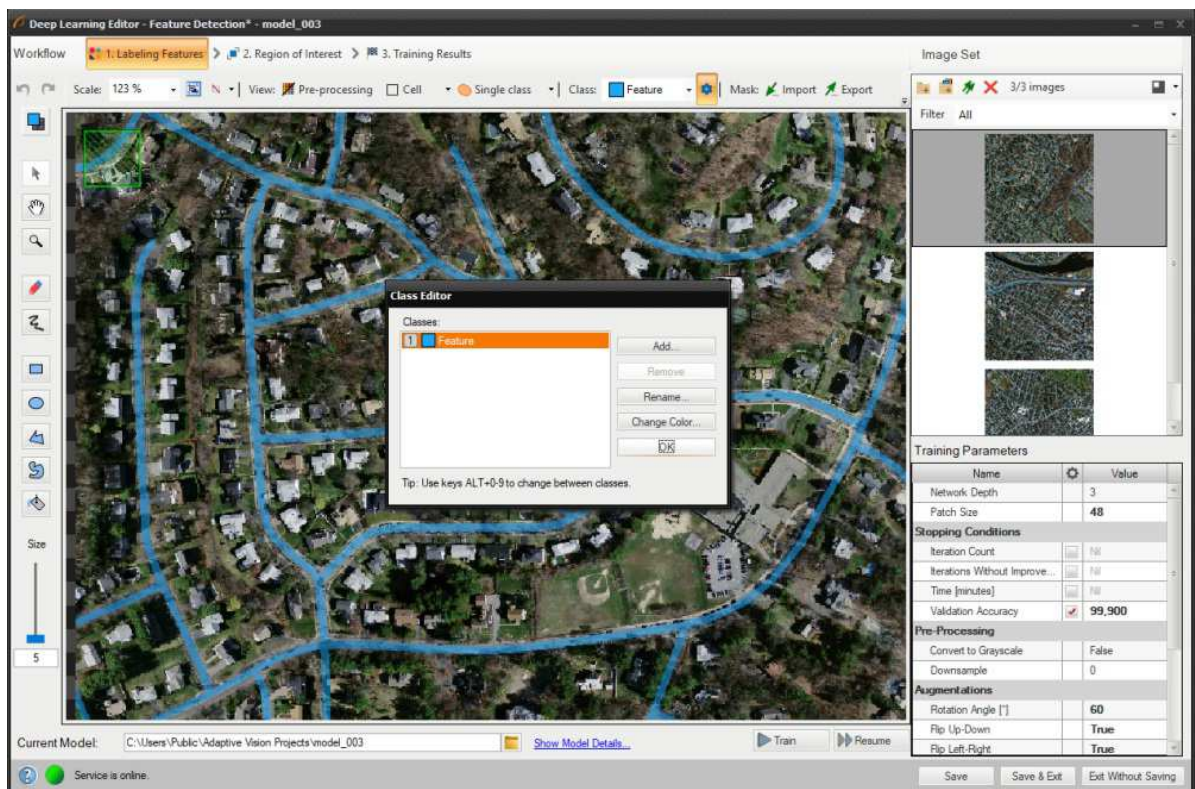 Deep Learning Editor - Feature Detection* - model_003
Workflow 1. Labeling Features 2. Region of Interest 3. Training Results
Image Set
Scale: 123 % N View: Pre-processing Cell Single class Class: Feature Mask: Import Export
3/3 images
Filter All
Class Editor
Classes:
1 Feature
Add...
Remove
Rename...
Change Color...
OK
Tip: Use keys ALT+0-9 to change between classes.
Size
5
Training Parameters
Name Value
Network Depth 3
Patch Size 48
Stopping Conditions
Iteration Count Nil
Iterations Without Improve... Nil
Time [minutes] Nil
Validation Accuracy 99,900
Pre-Processing
Convert to Grayscale False
Downsample 0
Augmentations
Rotation Angle [°] 60
Flip Up-Down True
Flip Left-Right True
Current Model: C:\Users\Public\Adaptive Vision Projects\model_003 Show Model Details... Train Resume
Service is online.
Save Save & Exit Exit Without Saving